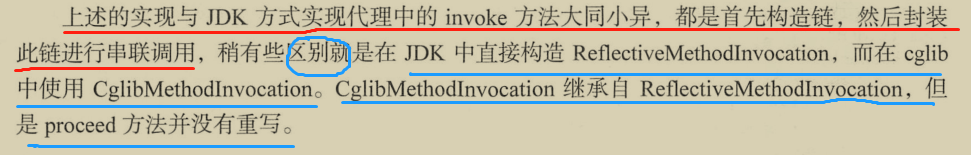 上述的实现与 JDK 方式实现代理中的 invoke 方法大同小异，都是首先构造链，然后封装
此链进行串联调用，稍有些区别就是在 JDK 中直接构造 ReflectiveMethodInvocation，而在 cglib
中使用 CglibMethodInvocation。CglibMethodInvocation 继承自 ReflectiveMethodInvocation，但
是 proceed 方法并没有重写。